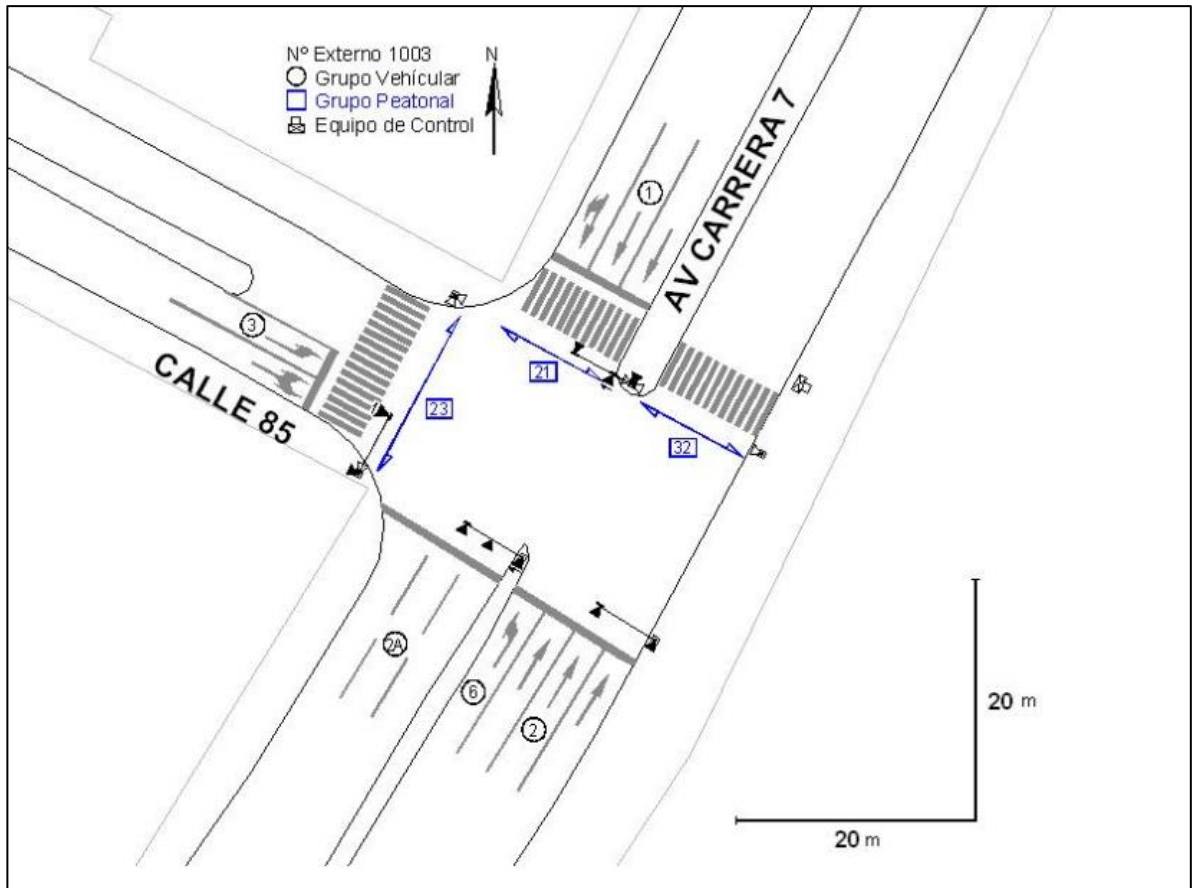 Nº Externo 1003
Grupo Vehícular
Grupo Peatonal
Equipo de Control
N
AV CARRERA 7
1
3
CALLE 85
21
23
32
2A
6
2
20 m
20 m